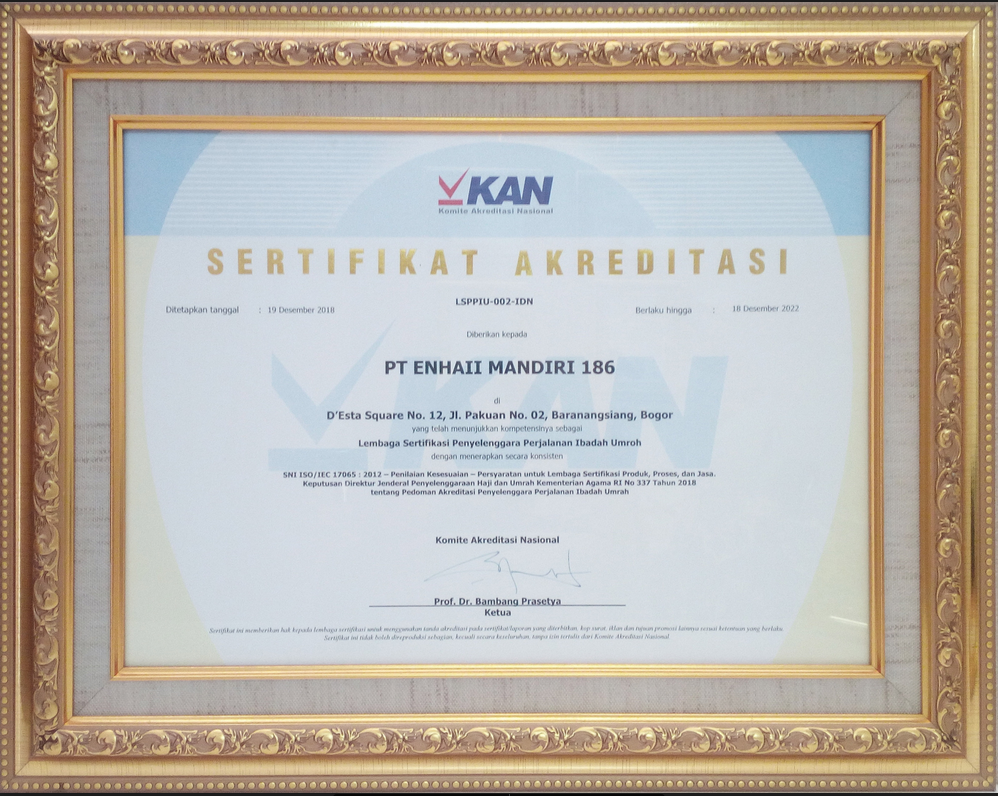 KAN
Komite Akreditasi Nasional
SERTIFIKAT AKREDITASI
LSPPIU-002-IDN
Ditetapkan tanggal : 19 Desember 2018
Berlaku hingga : 18 Desember 2022
Diberikan kepada
PT ENHAII MANDIRI 186
di
D'Esta Square No. 12, Jl. Pakuan No. 02, Baranangsiang, Bogor
yang telah menunjukkan kompetensinya sebagai
Lembaga Sertifikasi Penyelenggara Perjalanan Ibadah Umroh
dengan menerapkan secara konsisten
SNI ISO/IEC 17065 : 2012 – Penilaian Kesesuaian – Persyaratan untuk Lembaga Sertifikasi Produk, Proses, dan Jasa.
Keputusan Direktur Jenderal Penyelenggaraan Haji dan Umrah Kementerian Agama RI No 337 Tahun 2018
tentang Pedoman Akreditasi Penyelenggara Perjalanan Ibadah Umrah
KAN
Komite Akreditasi Nasional
Prof. Dr. Bambang Prasetya
Ketua
Sertifikat ini memberikan hak kepada lembaga sertifikasi untuk menggunakan tanda akreditasi pada sertifikat/laporan yang diterbitkan, kop surat, iklan dan tujuan promosi lainnya sesuai ketentuan yang berlaku.
Sertifikat ini tidak boleh direproduksi sebagian, kecuali secara keseluruhan, tanpa izin tertulis dari Komite Akreditasi Nasional.